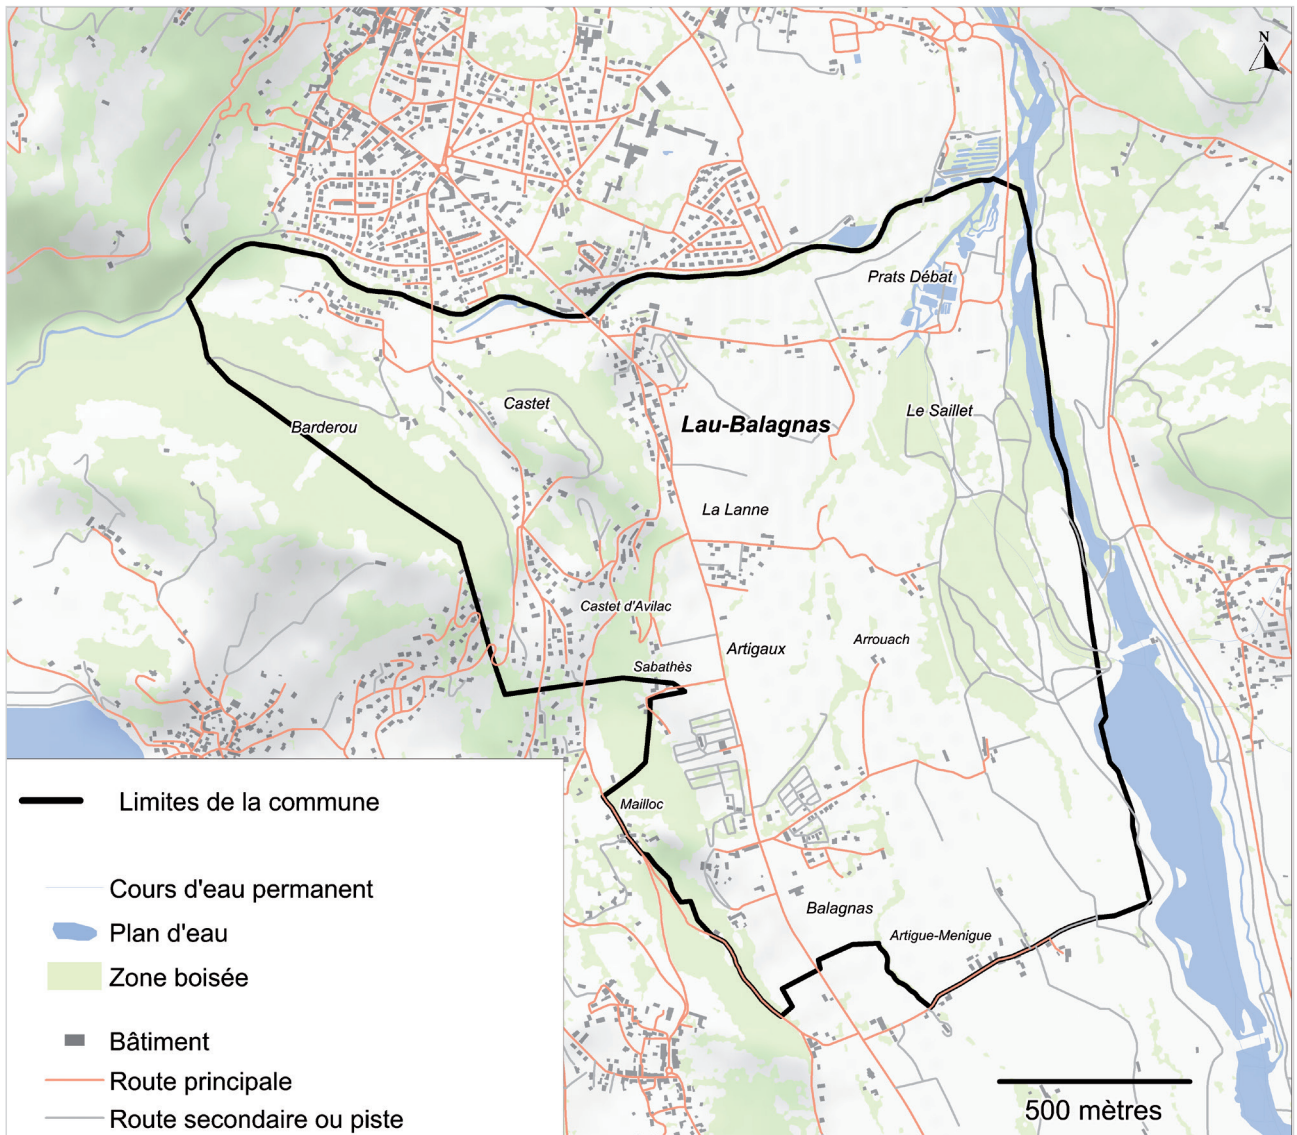 N
Prats Débat
Castet
Le Saillet
Lau-Balagnas
Barderou
La Lanne
Castet d'Avilac
Arrouach
Artigaux
Sabathès
Mailloc
Balagnas
Artigue-Menigue
Limites de la commune
Cours d'eau permanent
Plan d'eau
Zone boisée
Bâtiment
Route principale
Route secondaire ou piste
500 mètres